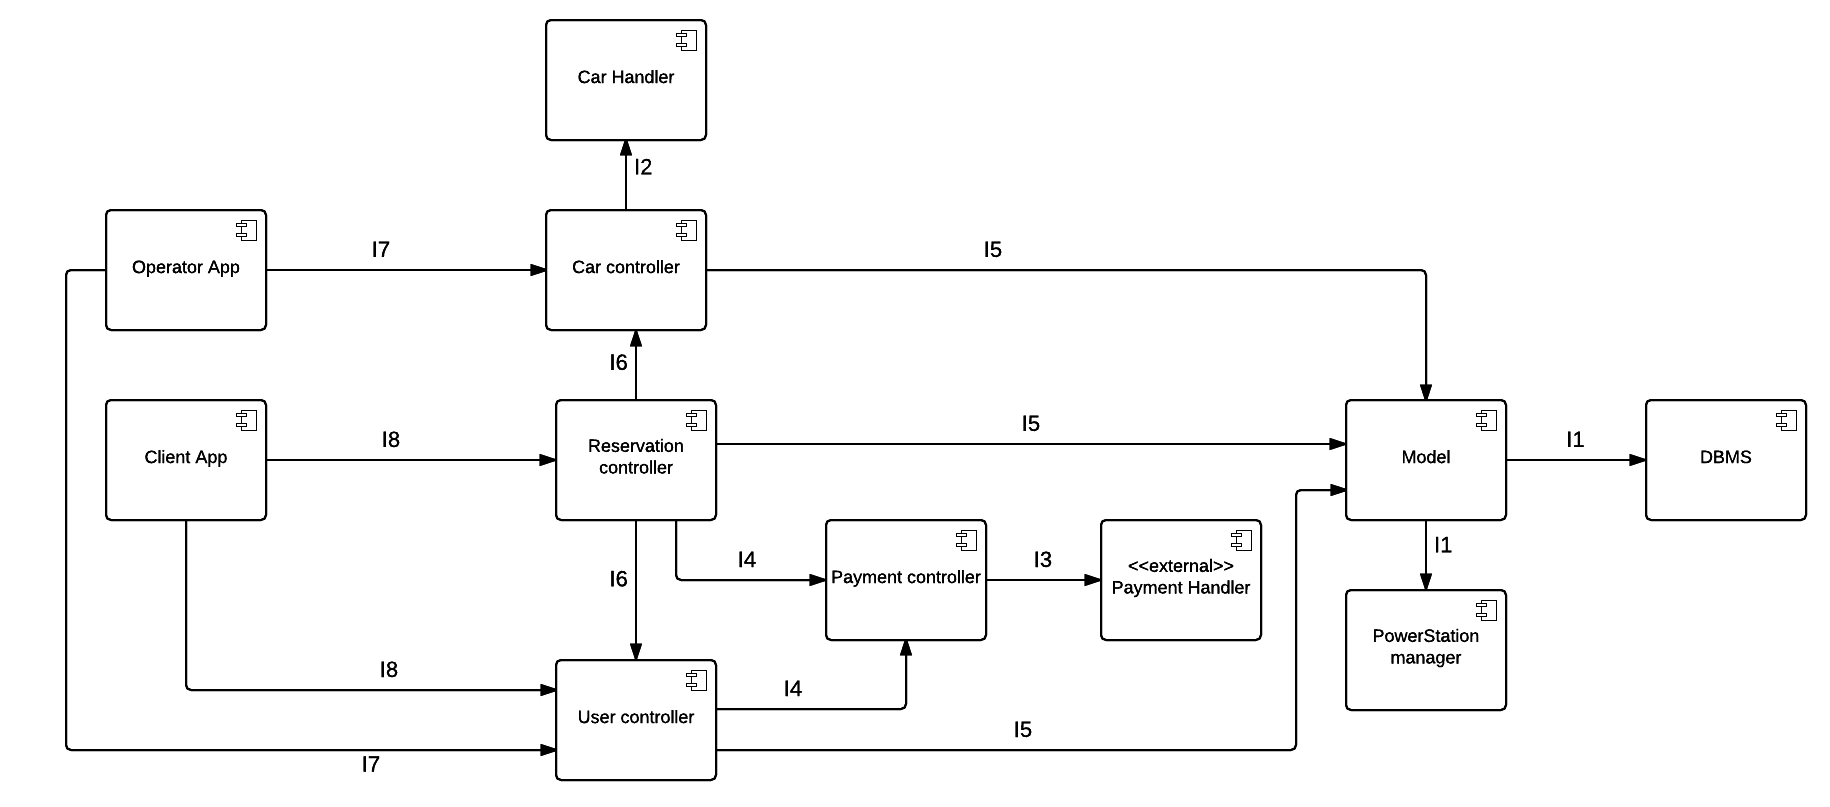 Car Handler
I2
Operator App
I7
Car controller
I5
I6
Client App
I8
Reservation
controller
I5
Model
I1
DBMS
I6
I4
Payment controller
I3
<<external>>
Payment Handler
I1
PowerStation
manager
I8
User controller
I4
I5
I7